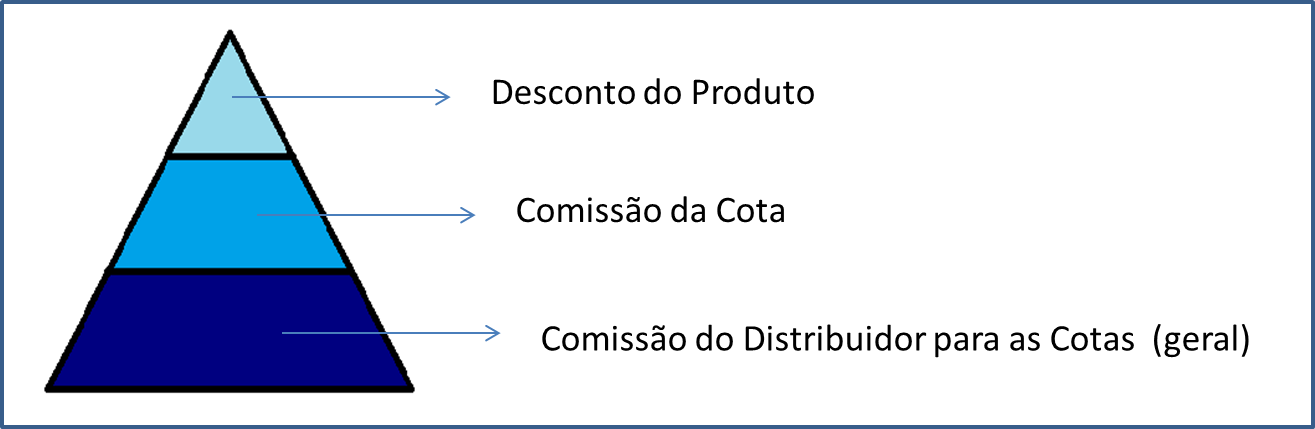 Desconto do Produto
Comissão da Cota
Comissão do Distribuidor para as Cotas (geral)